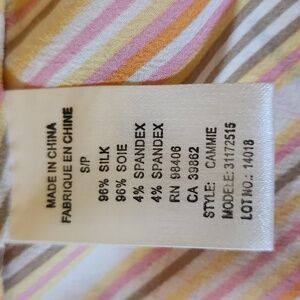 MADE IN CHINA
FABRIQUE EN CHINE
S/P
96% SILK
96% SOIE
4% SPANDEX
4% SPANDEX
RN 98406
CA 39862
STYLE: CAMMIE
MODELE: 31172515
LOT NO.: 14018